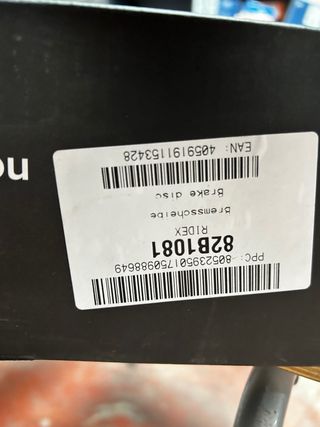 PPC: 805239501750988649
82B1081
RIDEX
Bremsscheibe
Brake disc
EAN: 4059191153428